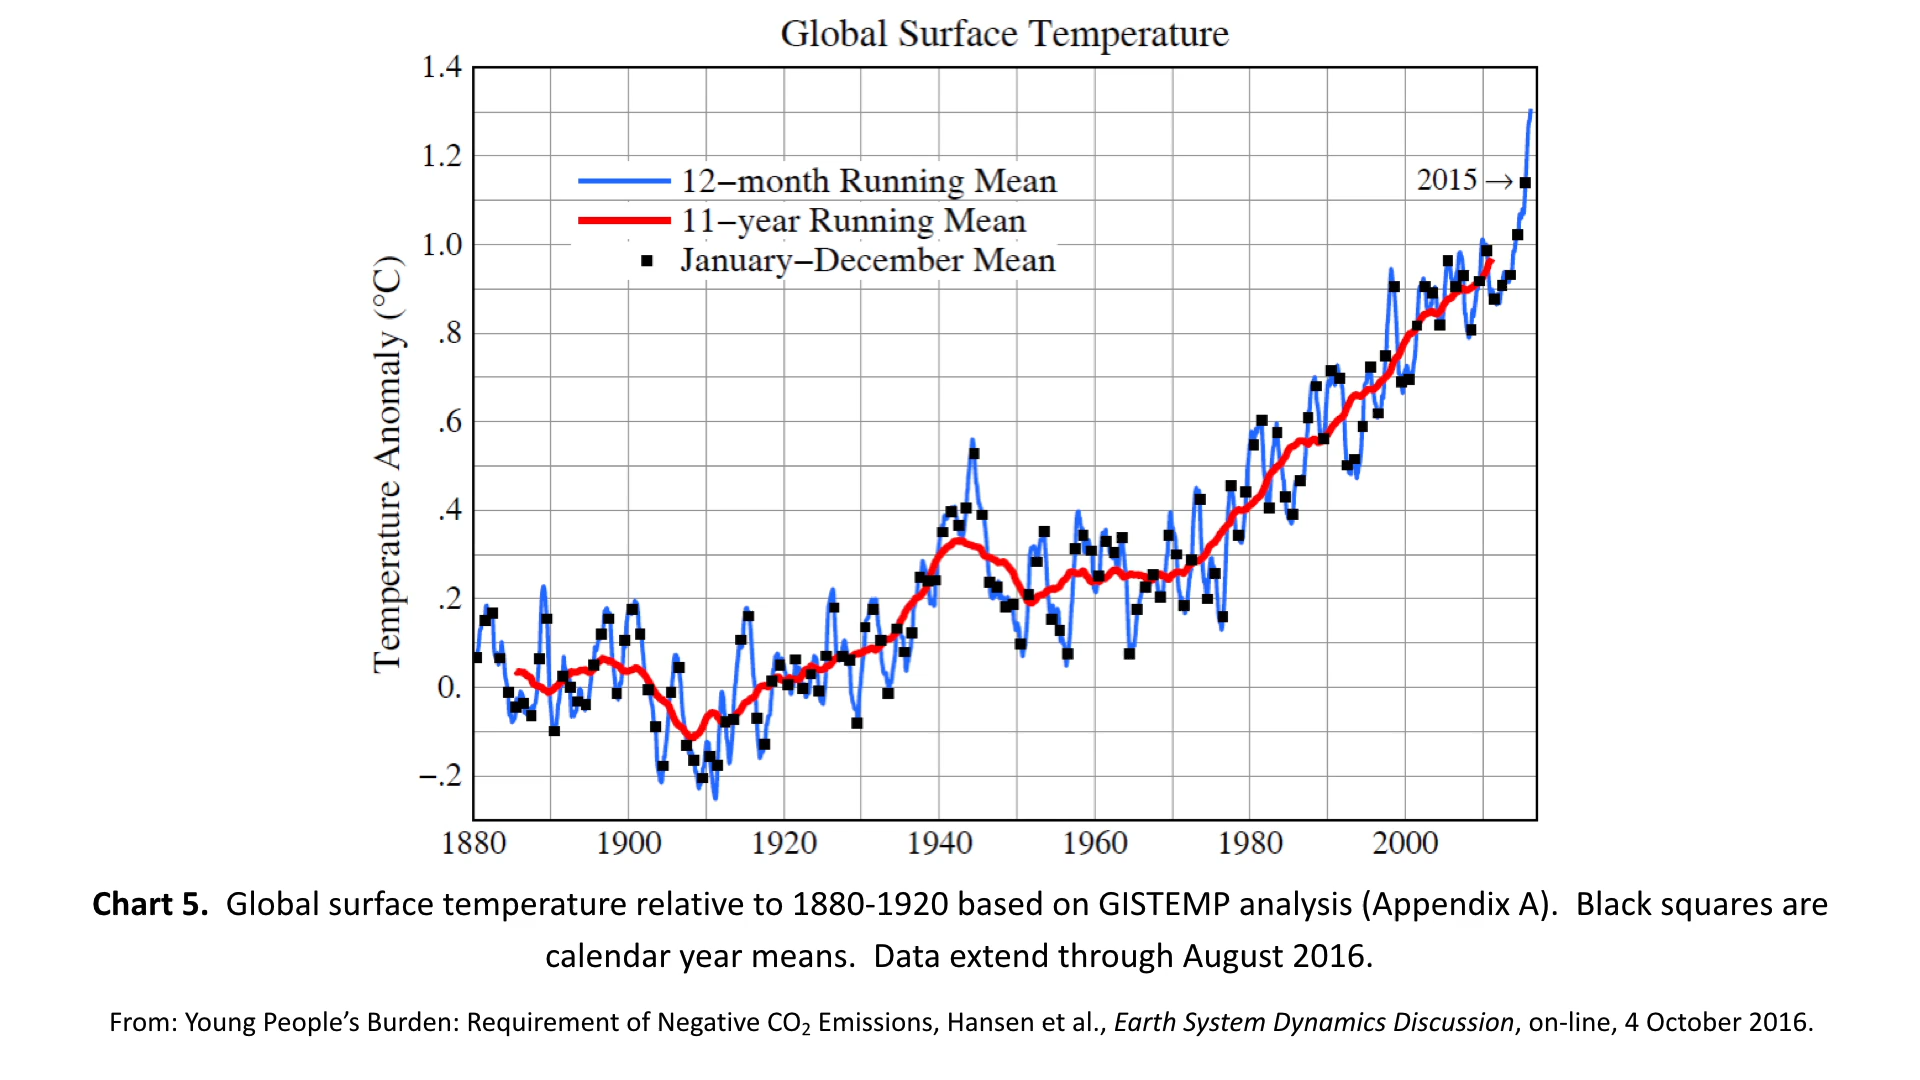 Global Surface Temperature
1.4
1.2
1.0
.8
.6
.4
.2
0.
−.2
Temperature Anomaly (°C)
12−month Running Mean
11−year Running Mean
January−December Mean
2015→
1880 1900 1920 1940 1960 1980 2000
Chart 5.  Global surface temperature relative to 1880-1920 based on GISTEMP analysis (Appendix A).  Black squares are
calendar year means.  Data extend through August 2016.
From: Young People’s Burden: Requirement of Negative CO₂ Emissions, Hansen et al., Earth System Dynamics Discussion, on-line, 4 October 2016.